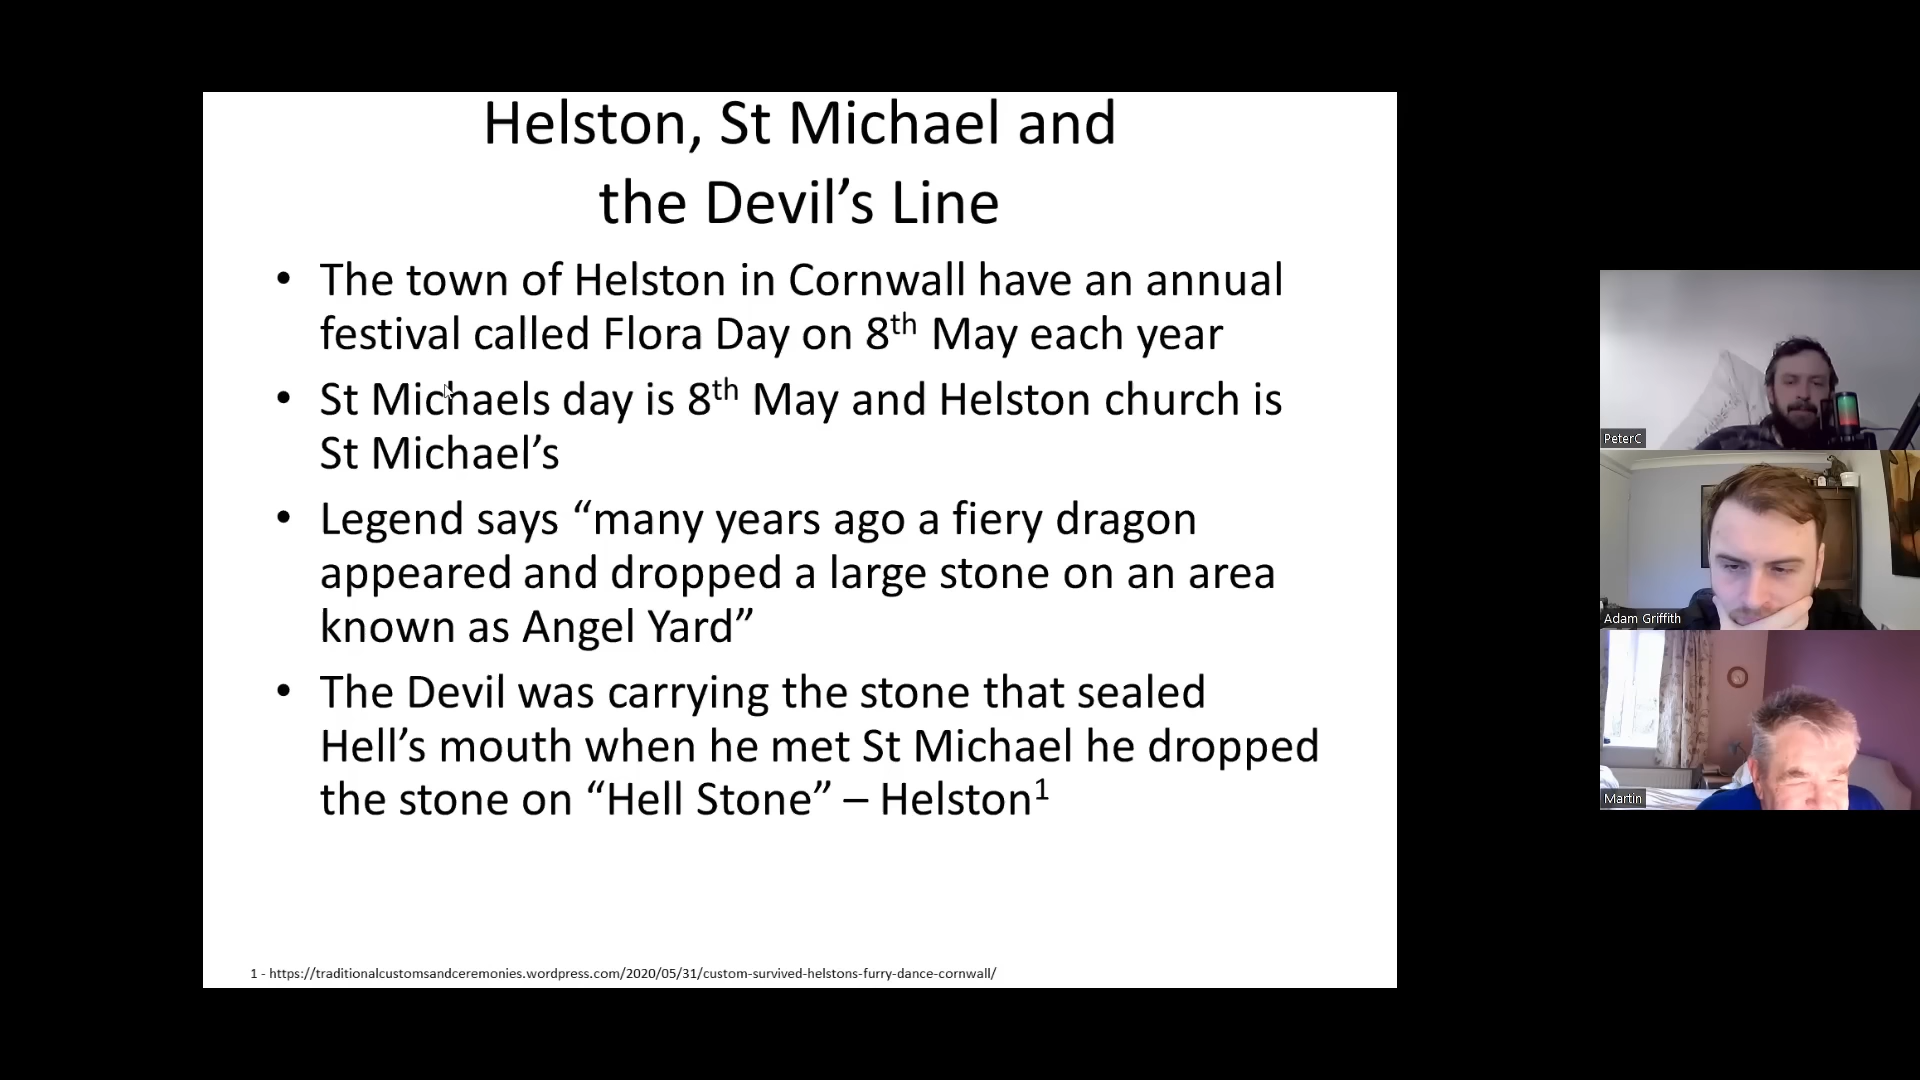 Helston, St Michael and
the Devil’s Line
• The town of Helston in Cornwall have an annual
festival called Flora Day on 8th May each year
• St Michaels day is 8th May and Helston church is
St Michael’s
• Legend says “many years ago a fiery dragon
appeared and dropped a large stone on an area
known as Angel Yard”
• The Devil was carrying the stone that sealed
Hell’s mouth when he met St Michael he dropped
the stone on “Hell Stone” – Helston1
1 - https://traditionalcustomsandceremonies.wordpress.com/2020/05/31/custom-survived-helstons-furry-dance-cornwall/
PeterC
Adam Griffith
Martin